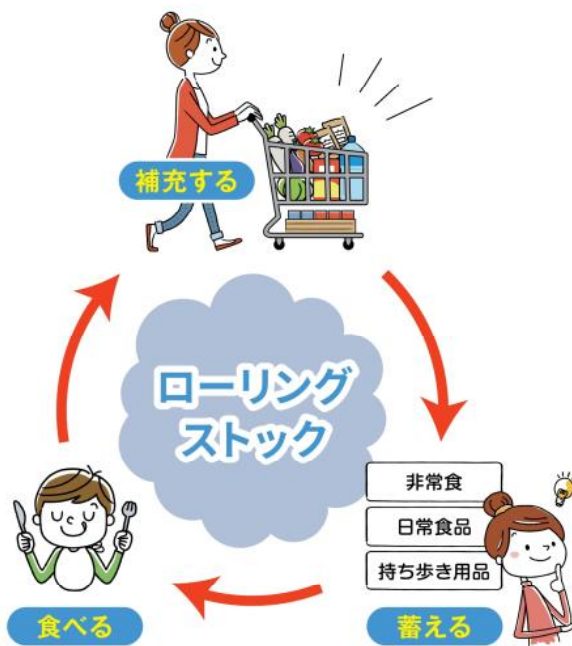 補充する
ローリング
ストック
非常食
日常食品
持ち歩き用品
食べる
蓄える